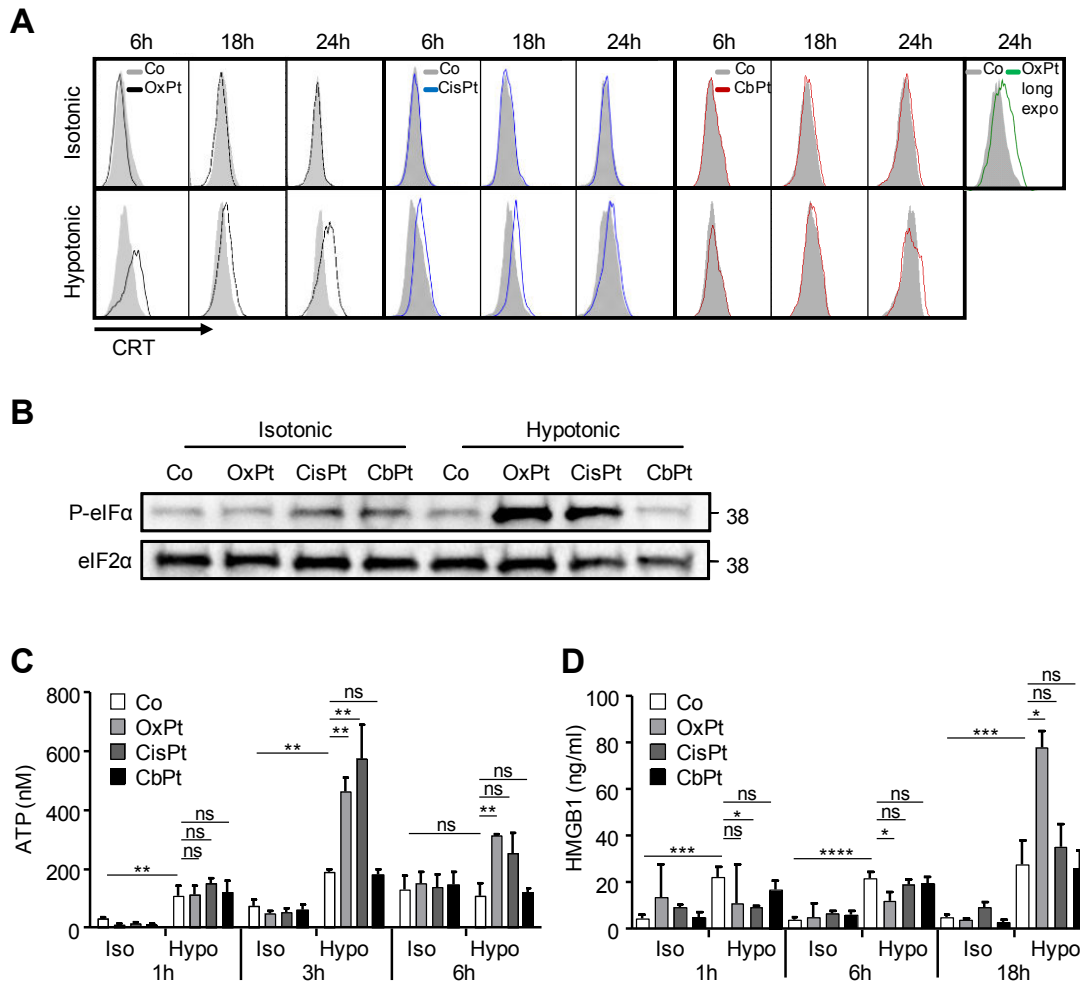 A
6h 18h 24h 6h 18h 24h 6h 18h 24h 24h
Co
OxPt
Co
CisPt
Co
CbPt
Co OxPt
long
expo
Isotonic
Hypotonic
CRT
B
Isotonic Hypotonic
Co OxPt CisPt CbPt Co OxPt CisPt CbPt
P-eIFα 38
eIF2α 38
C
ATP (nM)
800
600
400
200
0
Co
OxPt
CisPt
CbPt
**
ns
ns
ns
**
ns
**
**
ns
ns
ns
**
Iso Hypo Iso Hypo Iso Hypo
1h 3h 6h
D
HMGB1 (ng/ml)
100
80
60
40
20
0
Co
OxPt
CisPt
CbPt
***
ns
*
ns
****
ns
ns
*
***
ns
ns
*
Iso Hypo Iso Hypo Iso Hypo
1h 6h 18h